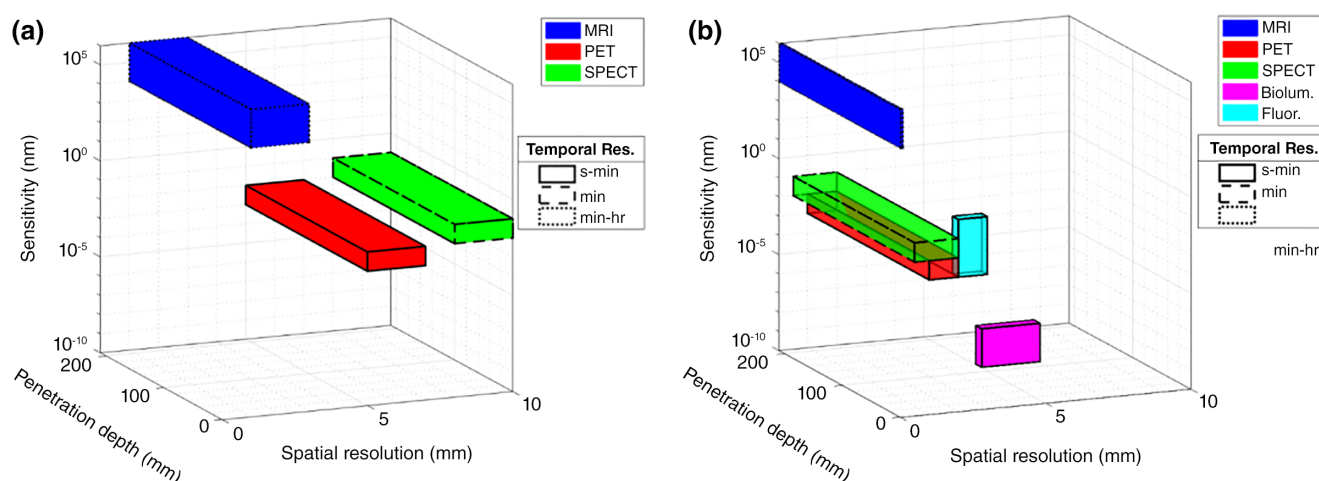 (a)
MRI
PET
SPECT
Temporal Res.
s-min
min
min-hr
Sensitivity (nm)
10^5
10^0
10^-5
10^-10
200
100
0
Penetration depth (mm)
0
5
10
Spatial resolution (mm)
(b)
MRI
PET
SPECT
Biolum.
Fluor.
Temporal Res.
s-min
min
min-hr
Sensitivity (nm)
10^5
10^0
10^-5
10^-10
200
100
0
Penetration depth (mm)
0
5
10
Spatial resolution (mm)